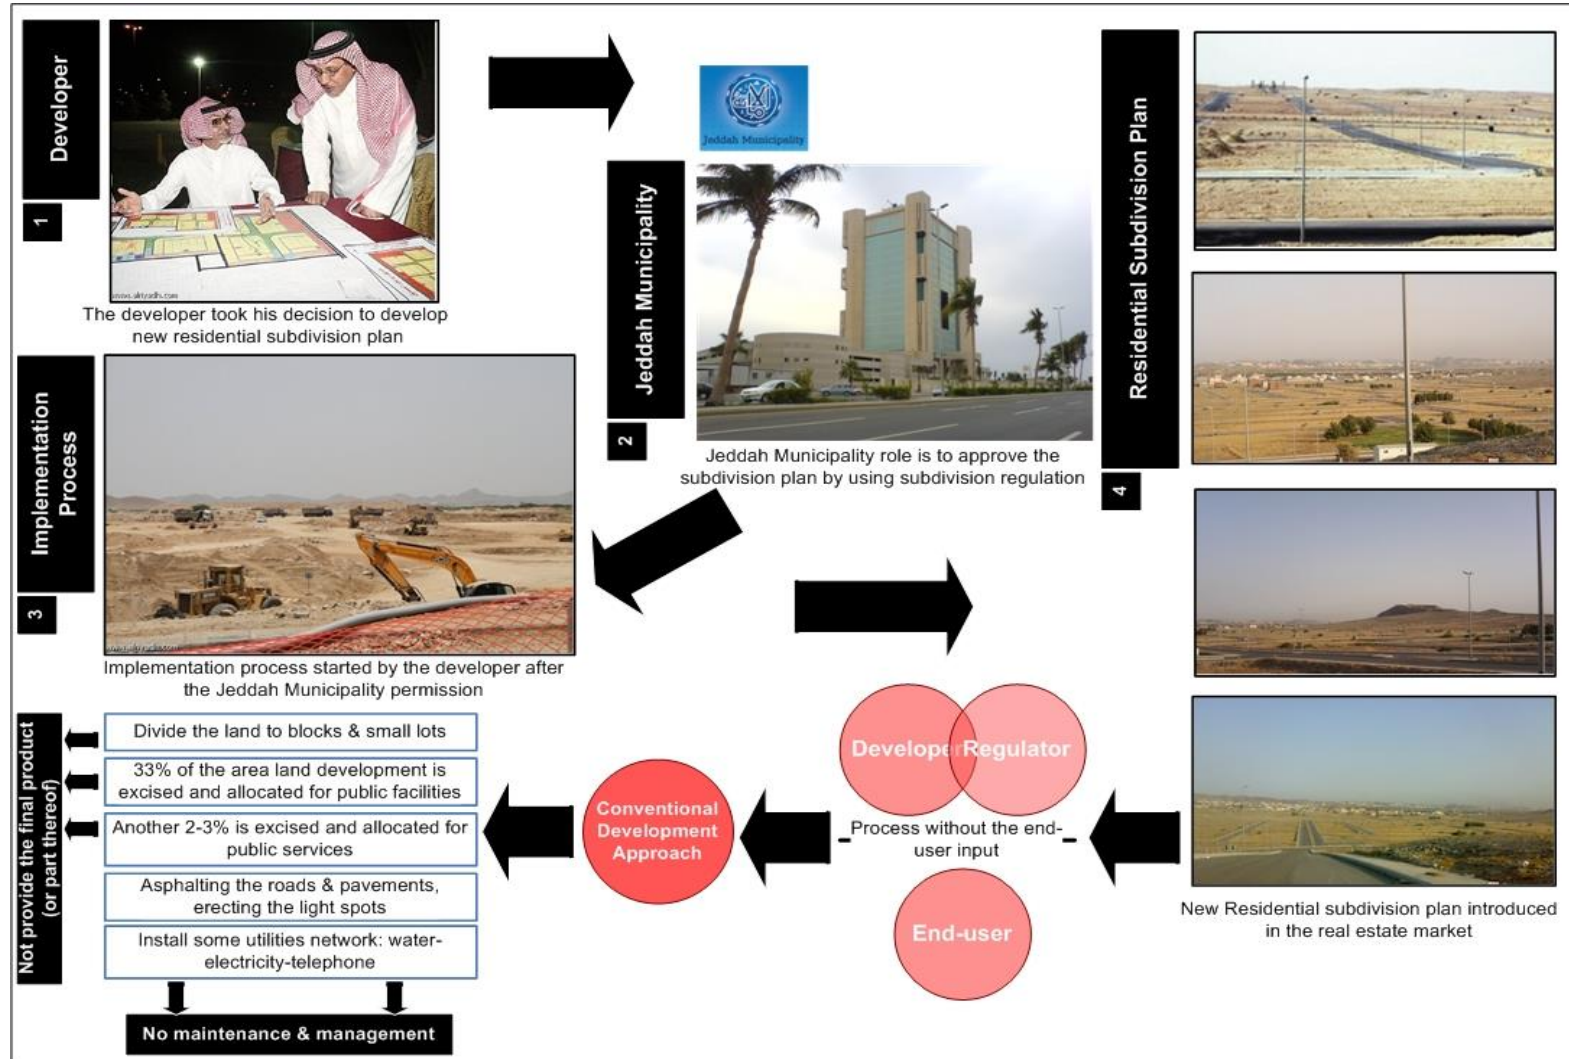 Developer
1
www.alriyadh.com
The developer took his decision to develop
new residential subdivision plan
Jeddah Municipality
Jeddah Municipality
2
Jeddah Municipality role is to approve the
subdivision plan by using subdivision regulation
Implementation
Process
3
Implementation process started by the developer after
the Jeddah Municipality permission
Residential Subdivision Plan
4
New Residential subdivision plan introduced
in the real estate market
Developer
Regulator
Process without the end-
user input
End-user
Conventional
Development
Approach
Divide the land to blocks & small lots
33% of the area land development is
excised and allocated for public facilities
Another 2-3% is excised and allocated for
public services
Asphalting the roads & pavements,
erecting the light spots
Install some utilities network: water-
electricity-telephone
Not provide the final product
(or part thereof)
No maintenance & management